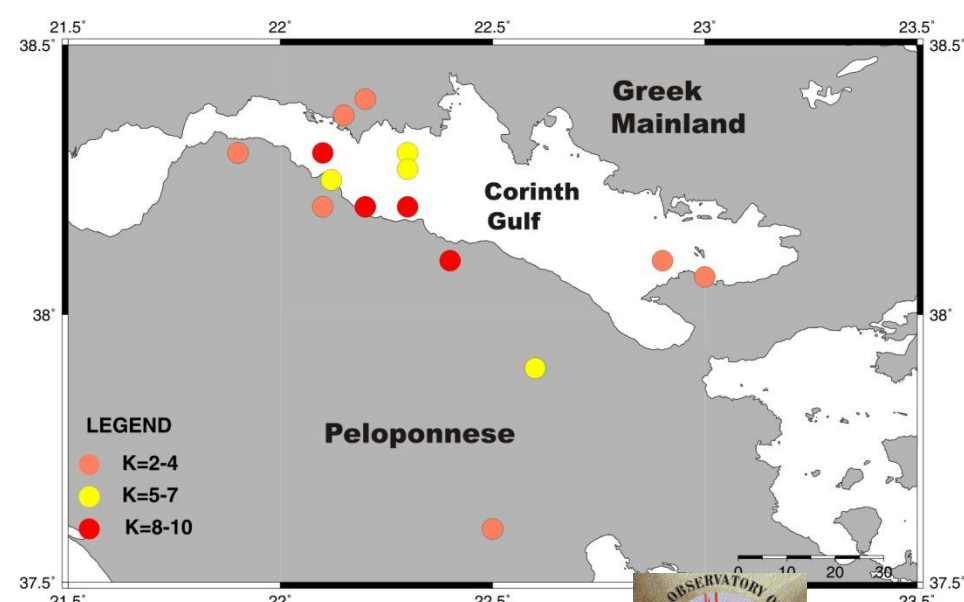 21.5° 22° 22.5° 23° 23.5°
38.5° 38.5°
Greek
Mainland
Corinth
Gulf
38° 38°
Peloponnese
LEGEND
K=2-4
K=5-7
K=8-10
0 10 20 30
37.5° 37.5°
21.5° 22° 22.5° 23.5°
OBSERVATORY